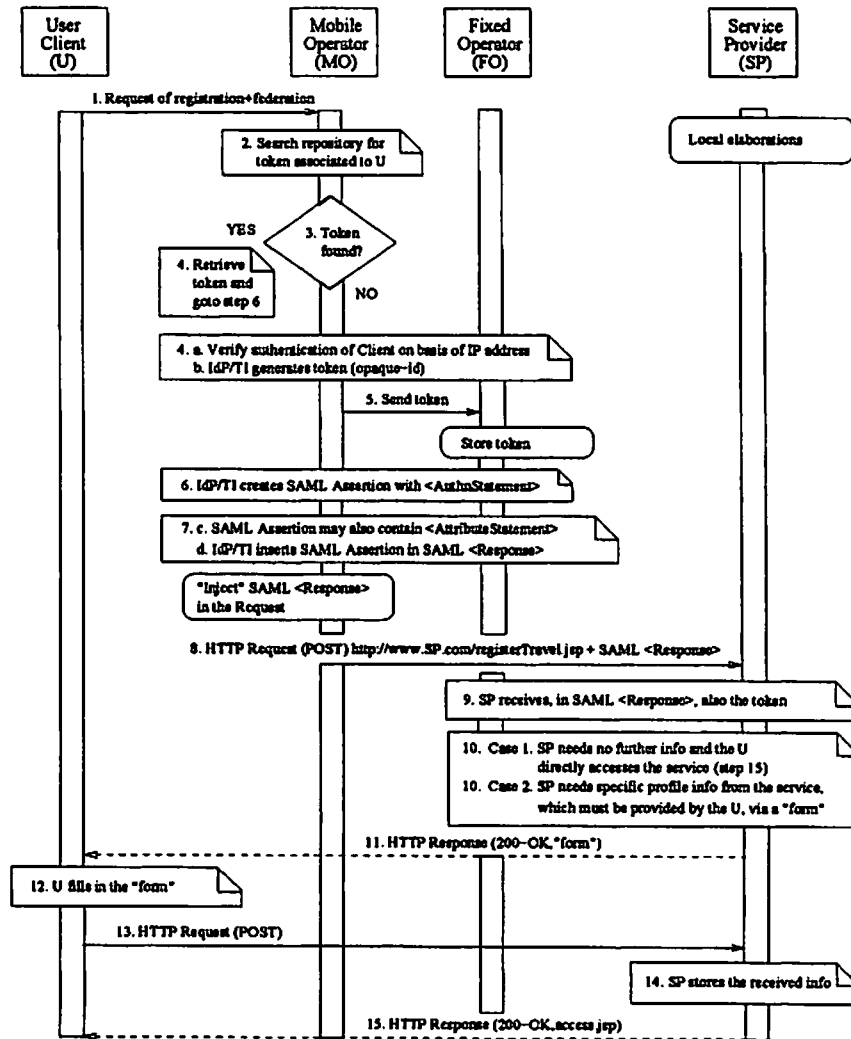 User
Client
(U)
Mobile
Operator
(MO)
Fixed
Operator
(FO)
Service
Provider
(SP)
1. Request of registration+federation
2. Search repository for
token associated to U
Local elaborations
YES
3. Token
found?
4. Retrieve
token and
goto step 6
NO
4. a. Verify authentication of Client on basis of IP address
b. IdP/TI generates token (opaque-id)
5. Send token
Store token
6. IdP/TI creates SAML Assertion with <AuthnStatement>
7. c. SAML Assertion may also contain <AttributeStatement>
d. IdP/TI inserts SAML Assertion in SAML <Response>
"Inject" SAML <Response>
in the Request
8. HTTP Request (POST) http://www.SP.com/registerTravel.jsp + SAML <Response>
9. SP receives, in SAML <Response>, also the token
10. Case 1. SP needs no further info and the U
directly accesses the service (step 15)
10. Case 2. SP needs specific profile info from the service,
which must be provided by the U, via a "form"
11. HTTP Response (200-OK,"form")
12. U fills in the "form"
13. HTTP Request (POST)
14. SP stores the received info
15. HTTP Response (200-OK,access.jsp)